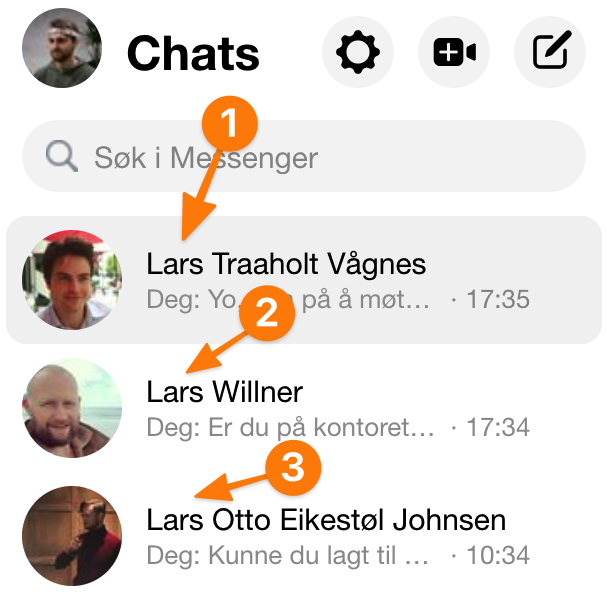 Chats
1
Søk i Messenger
Lars Traaholt Vågnes
Deg: Yo, på å møt... · 17:35
2
Lars Willner
Deg: Er du på kontoret... · 17:34
3
Lars Otto Eikestøl Johnsen
Deg: Kunne du lagt til ... · 10:34